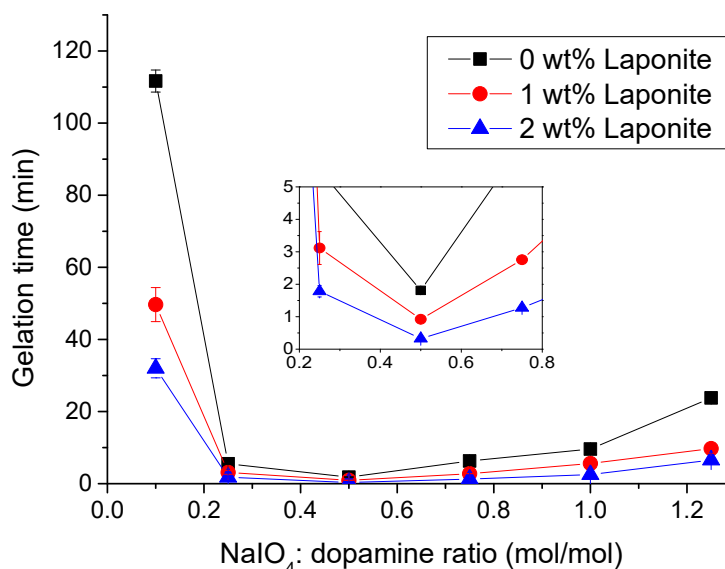 120
100
80
60
40
20
0
Gelation time (min)
0 wt% Laponite
1 wt% Laponite
2 wt% Laponite
5
4
3
2
1
0
0.2 0.4 0.6 0.8
0.0 0.2 0.4 0.6 0.8 1.0 1.2
NaIO₄: dopamine ratio (mol/mol)